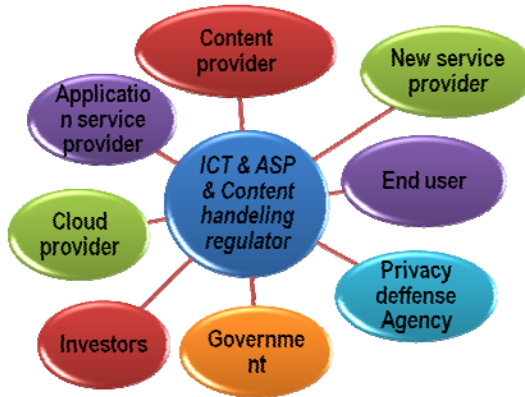 Content
provider
New service
provider
Applicatio
n service
provider
ICT & ASP
& Content
handeling
regulator
End user
Cloud
provider
Privacy
deffense
Agency
Investors
Governme
nt